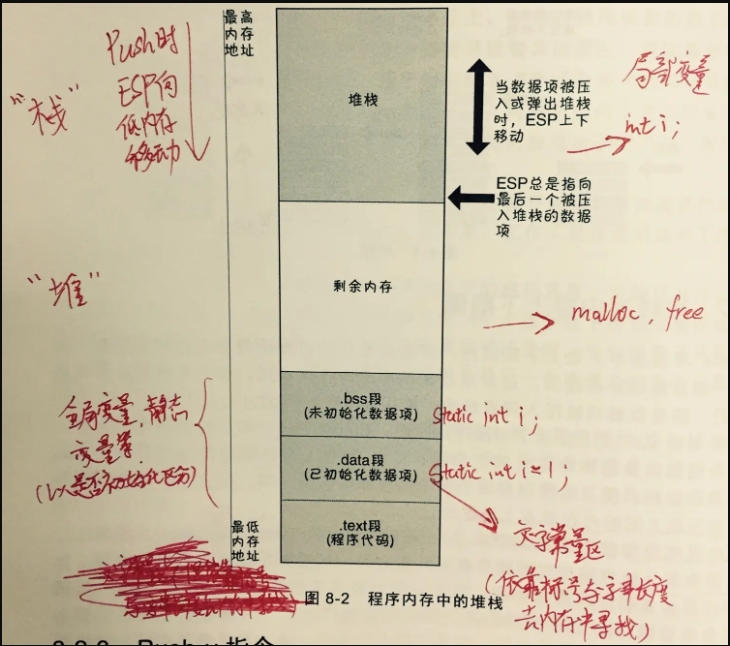 最高
内存
地址
Push时
ESP向
低内存
移动
"栈"
堆栈
当数据项被压
入或弹出堆栈
时，ESP上下
移动
局部变量
int i;
ESP总是指向
最后一个被压
入堆栈的数据
项
"堆"
剩余内存
malloc, free
全局变量,静态
变量等
(以是否初始化区分)
.bss段
(未初始化数据项)
static int i;
.data段
(已初始化数据项)
static int i=1;
.text段
(程序代码)
最低
内存
地址
文字常量区
(依靠标号与字串长度
去内存中寻找)
图 8-2 程序内存中的堆栈
指令